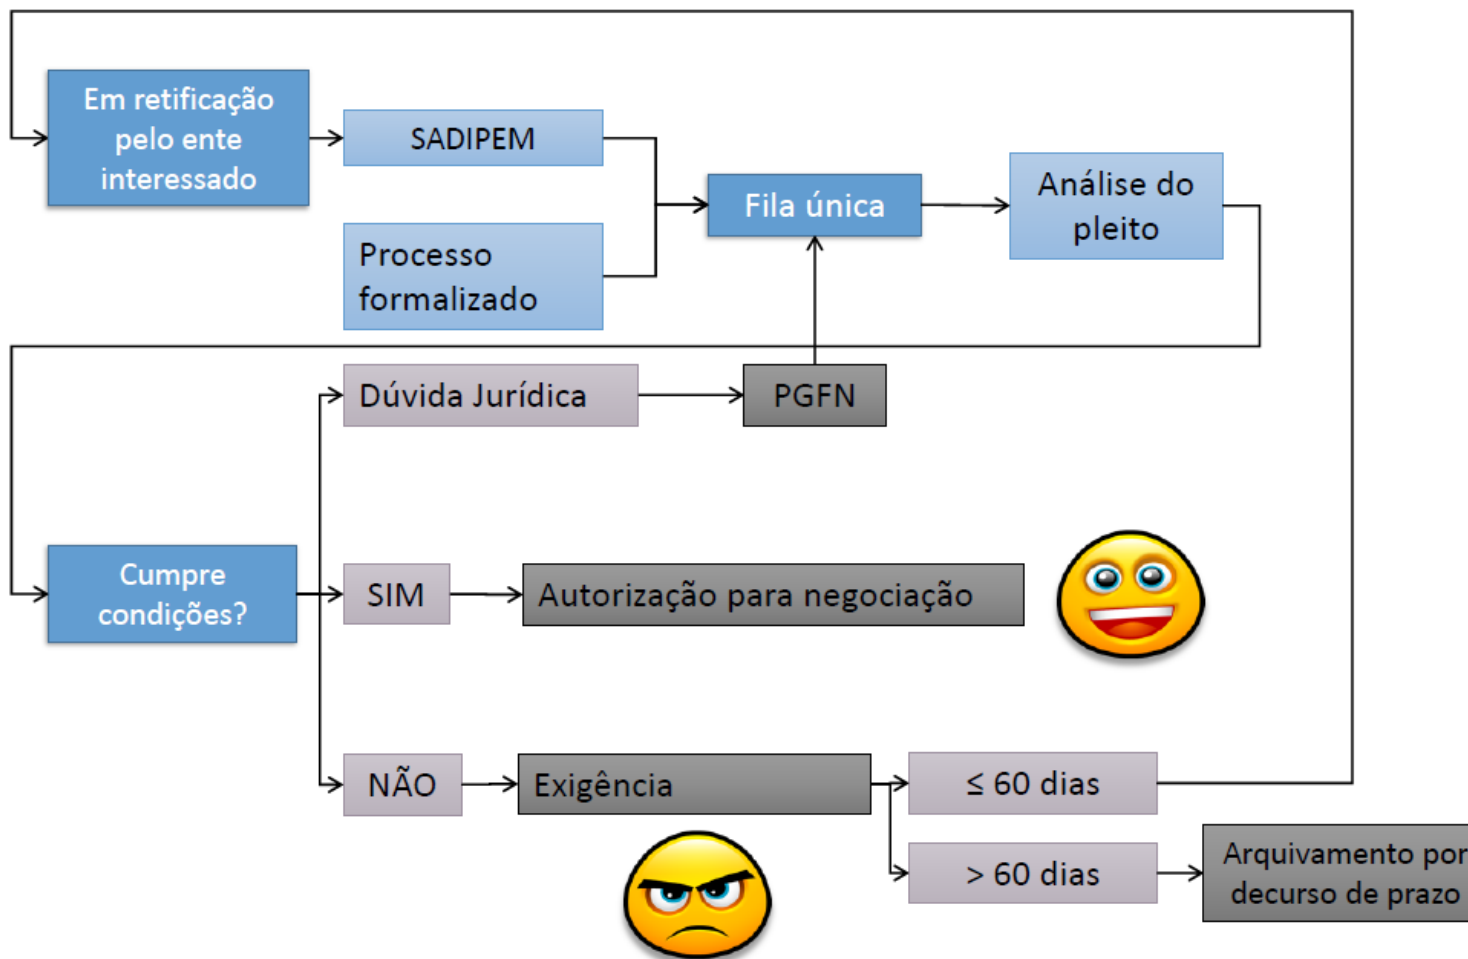 Em retificação
pelo ente
interessado
SADIPEM
Processo
formalizado
Fila única
Análise do
pleito
Dúvida Jurídica
PGFN
Cumpre
condições?
SIM
Autorização para negociação
NÃO
Exigência
≤ 60 dias
> 60 dias
Arquivamento por
decurso de prazo